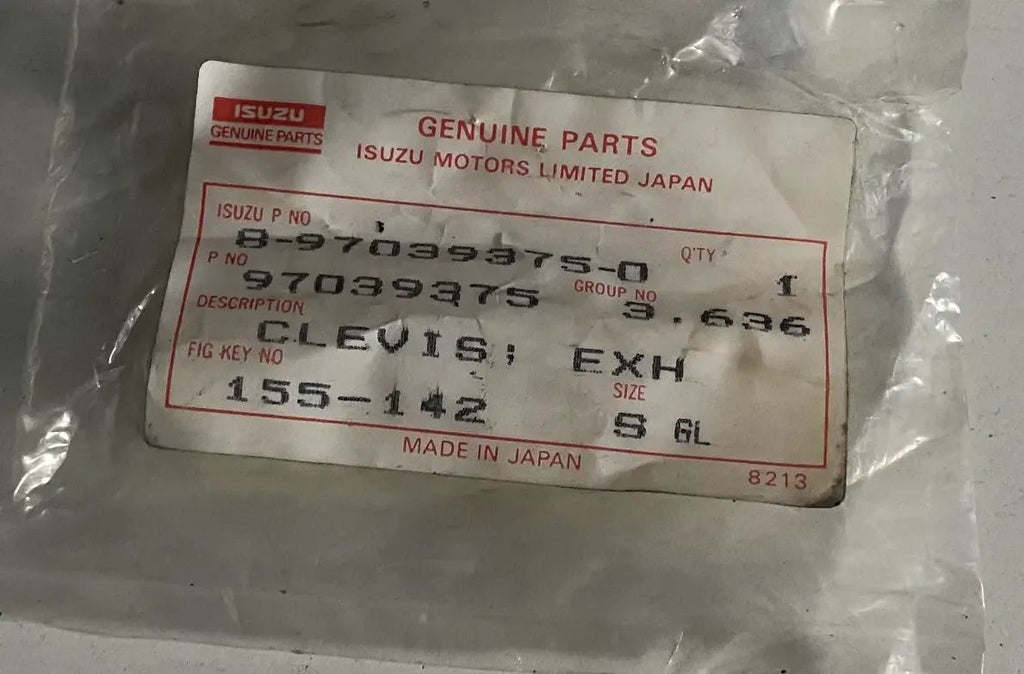 ISUZU
GENUINE PARTS
GENUINE PARTS
ISUZU MOTORS LIMITED JAPAN
ISUZU P NO
8-97039375-0
Q'TY 1
P NO
97039375
GROUP NO
3.636
DESCRIPTION
CLEVIS; EXH
FIG KEY NO
155-142
SIZE
S GL
MADE IN JAPAN
8213